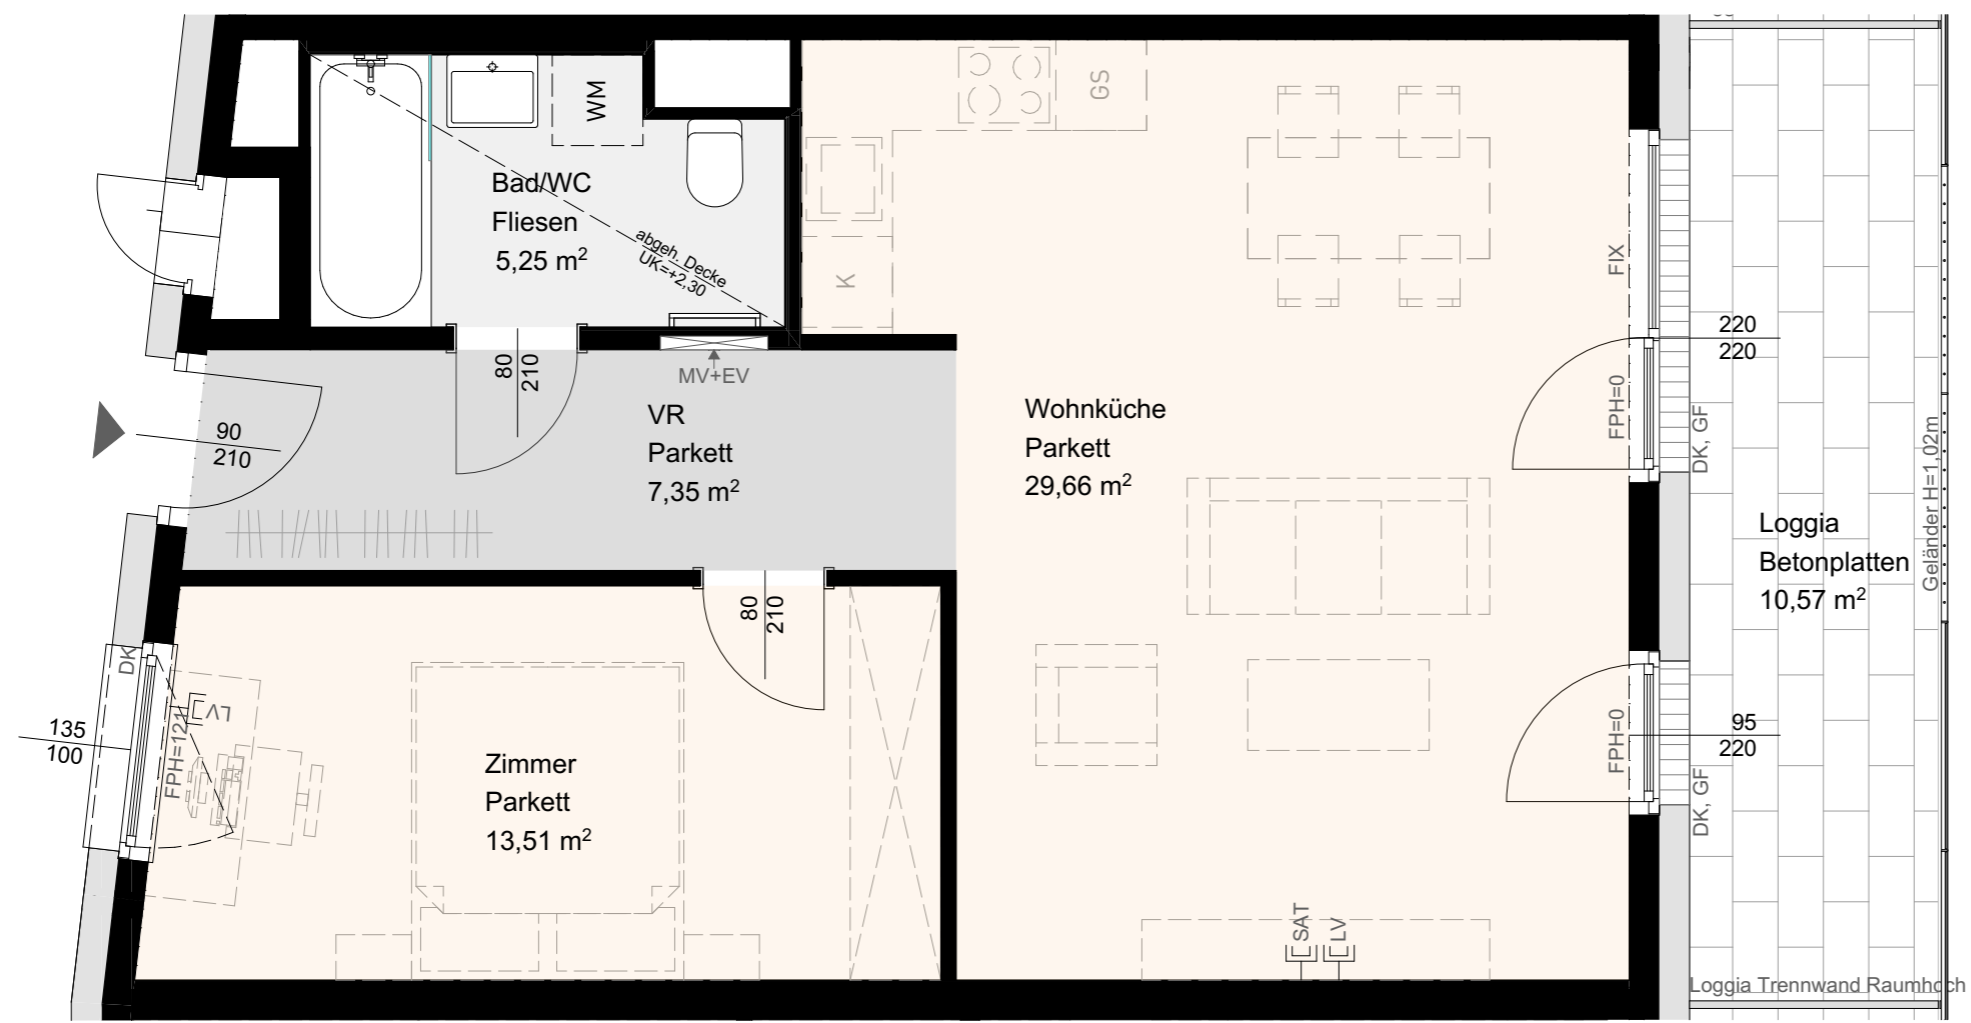 WM
GS
Bad/WC
Fliesen
5,25 m²
abgeh. Decke
UK=+2,30
K
FIX
220
220
80
210
MV+EV
90
210
VR
Parkett
7,35 m²
Wohnküche
Parkett
29,66 m²
FPH=0
DK, GF
Geländer H=1,02m
Loggia
Betonplatten
10,57 m²
80
210
DK
LV
FPH=121
135
100
Zimmer
Parkett
13,51 m²
FPH=0
95
220
DK, GF
SAT
LV
Loggia Trennwand Raumhoch